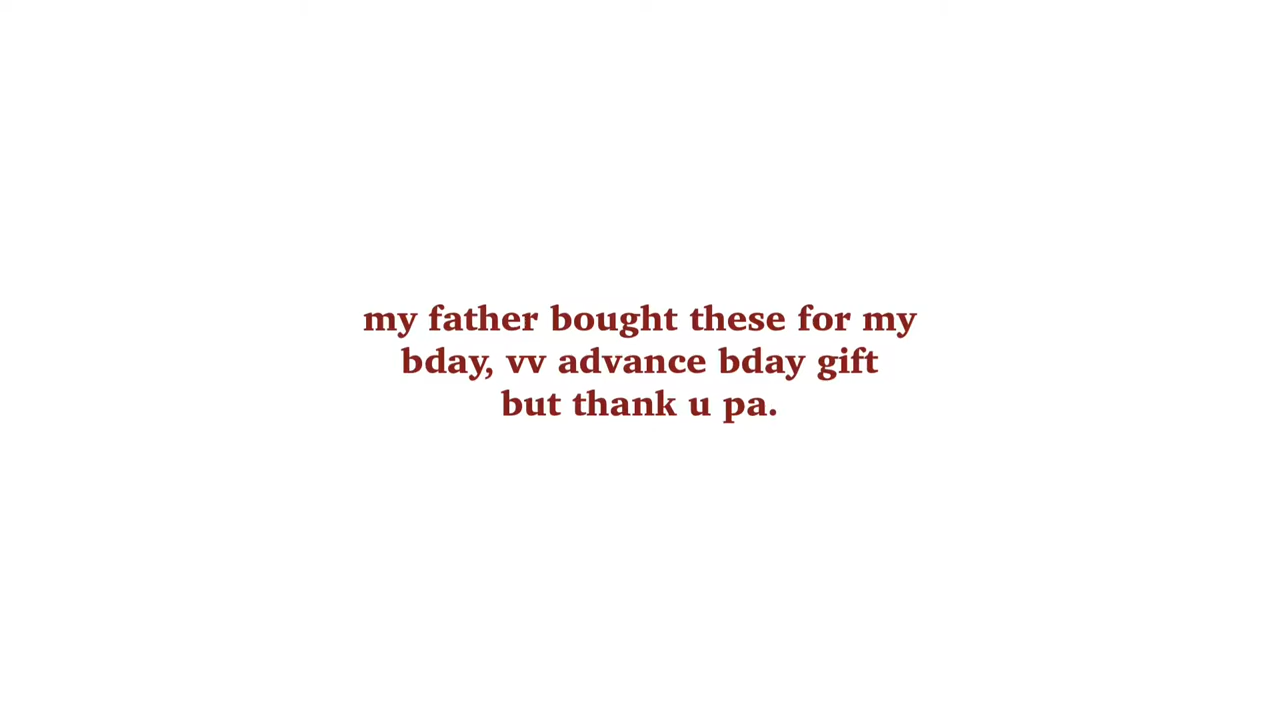 my father bought these for my
bday, vv advance bday gift
but thank u pa.